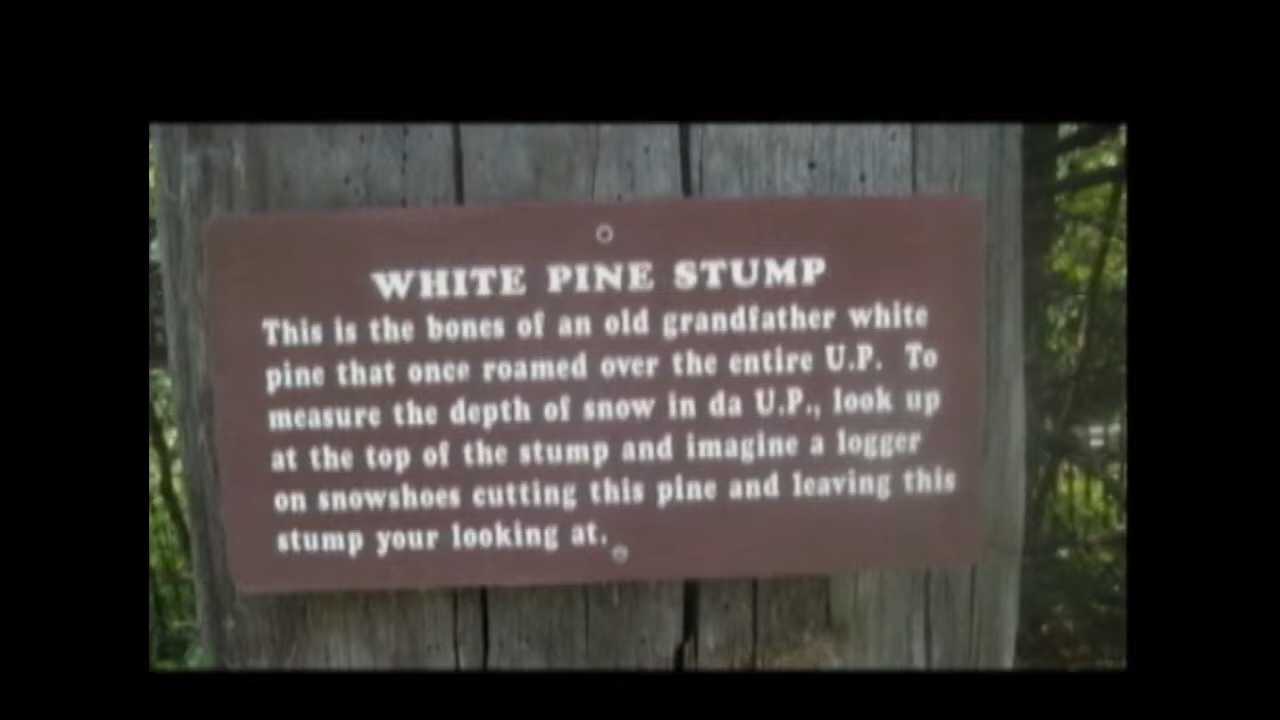 WHITE PINE STUMP
This is the bones of an old grandfather white
pine that once roamed over the entire U.P. To
measure the depth of snow in da U.P., look up
at the top of the stump and imagine a logger
on snowshoes cutting this pine and leaving this
stump your looking at.